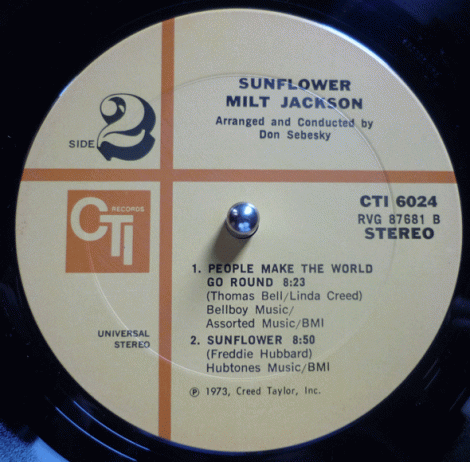 SUNFLOWER
MILT JACKSON
Arranged and Conducted by
Don Sebesky
SIDE 2
CTI RECORDS
CTI 6024
RVG 87681 B
STEREO
1. PEOPLE MAKE THE WORLD
GO ROUND 8:23
(Thomas Bell/Linda Creed)
Bellboy Music/
Assorted Music/BMI
2. SUNFLOWER 8:50
(Freddie Hubbard)
Hubtones Music/BMI
UNIVERSAL
STEREO
℗ 1973, Creed Taylor, Inc.